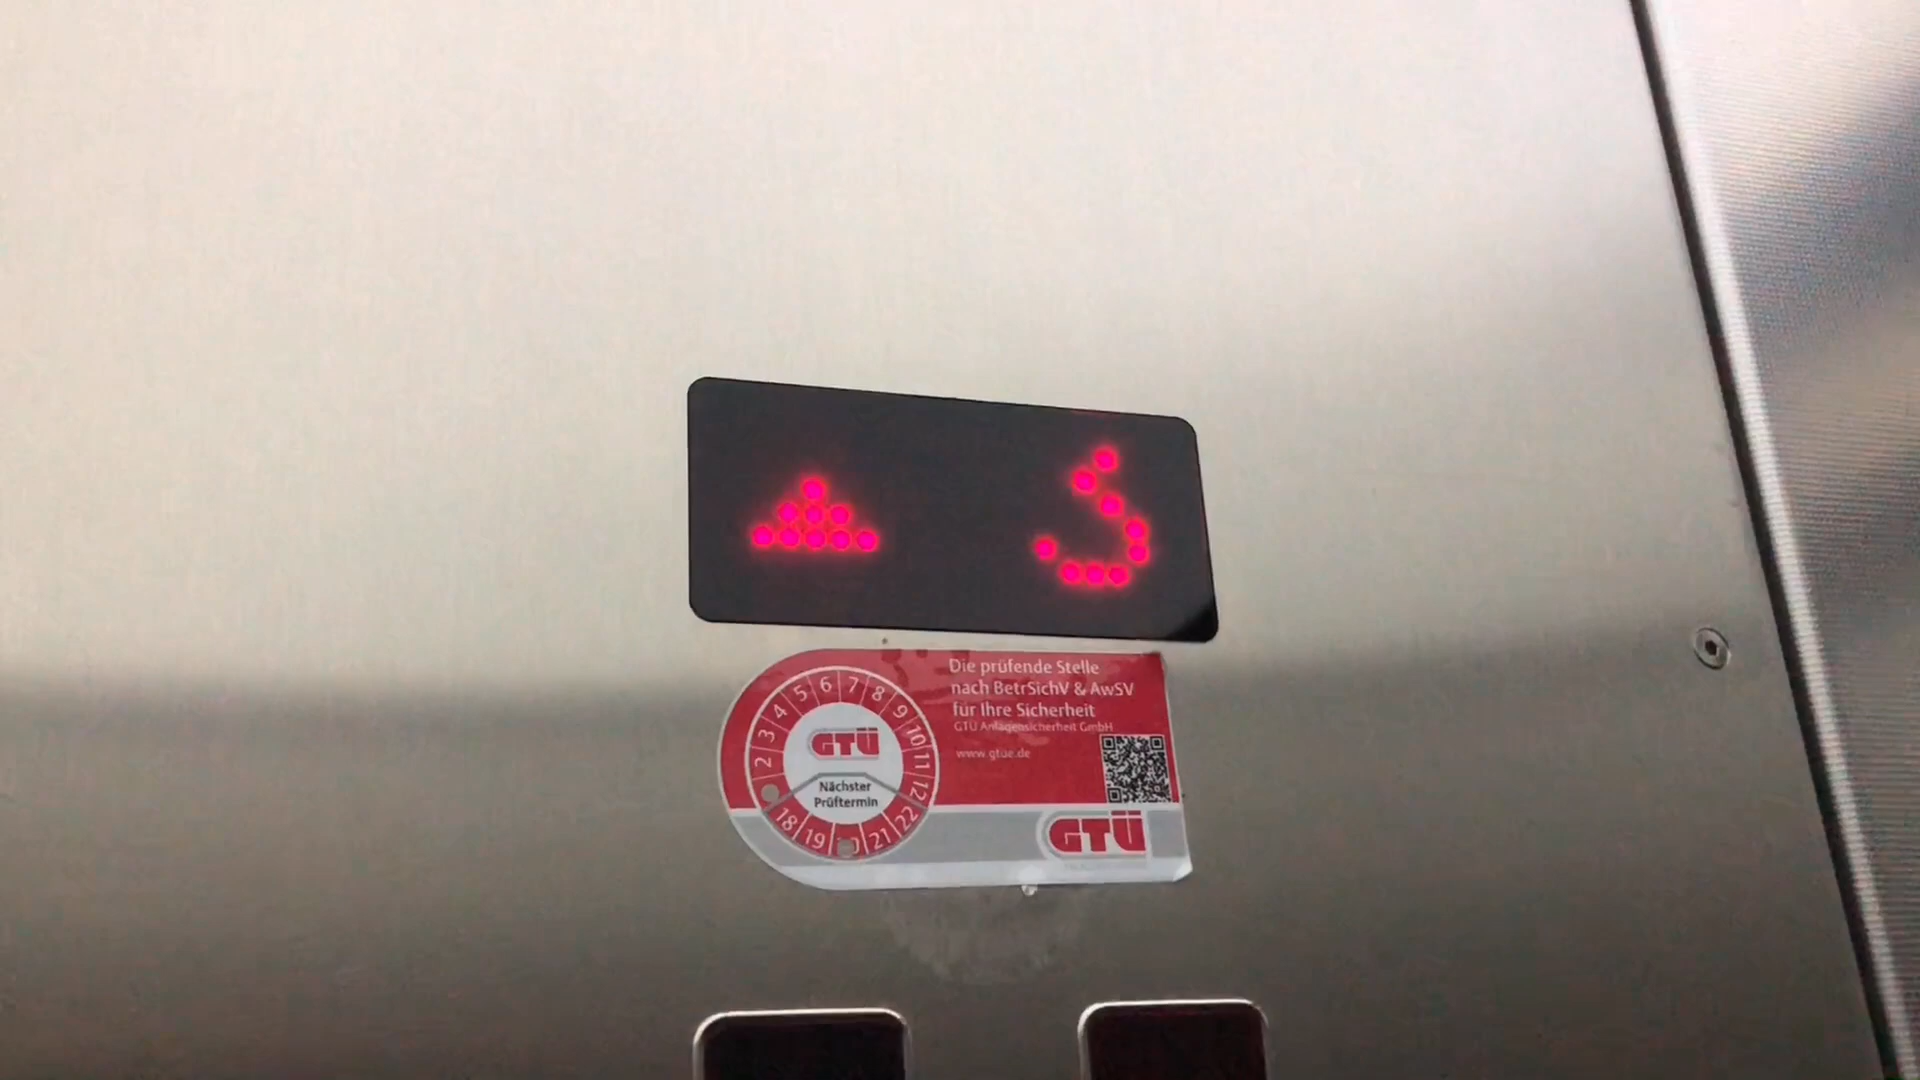 3
Die prüfende Stelle
nach BetrSichV & AwSV
für Ihre Sicherheit
GTÜ Anlagensicherheit GmbH
www.gtue.de
2 3 4 5 6 7 8 9 10 11 12
GTÜ
Nächster
Prüftermin
18 19 20 21 22
GTÜ